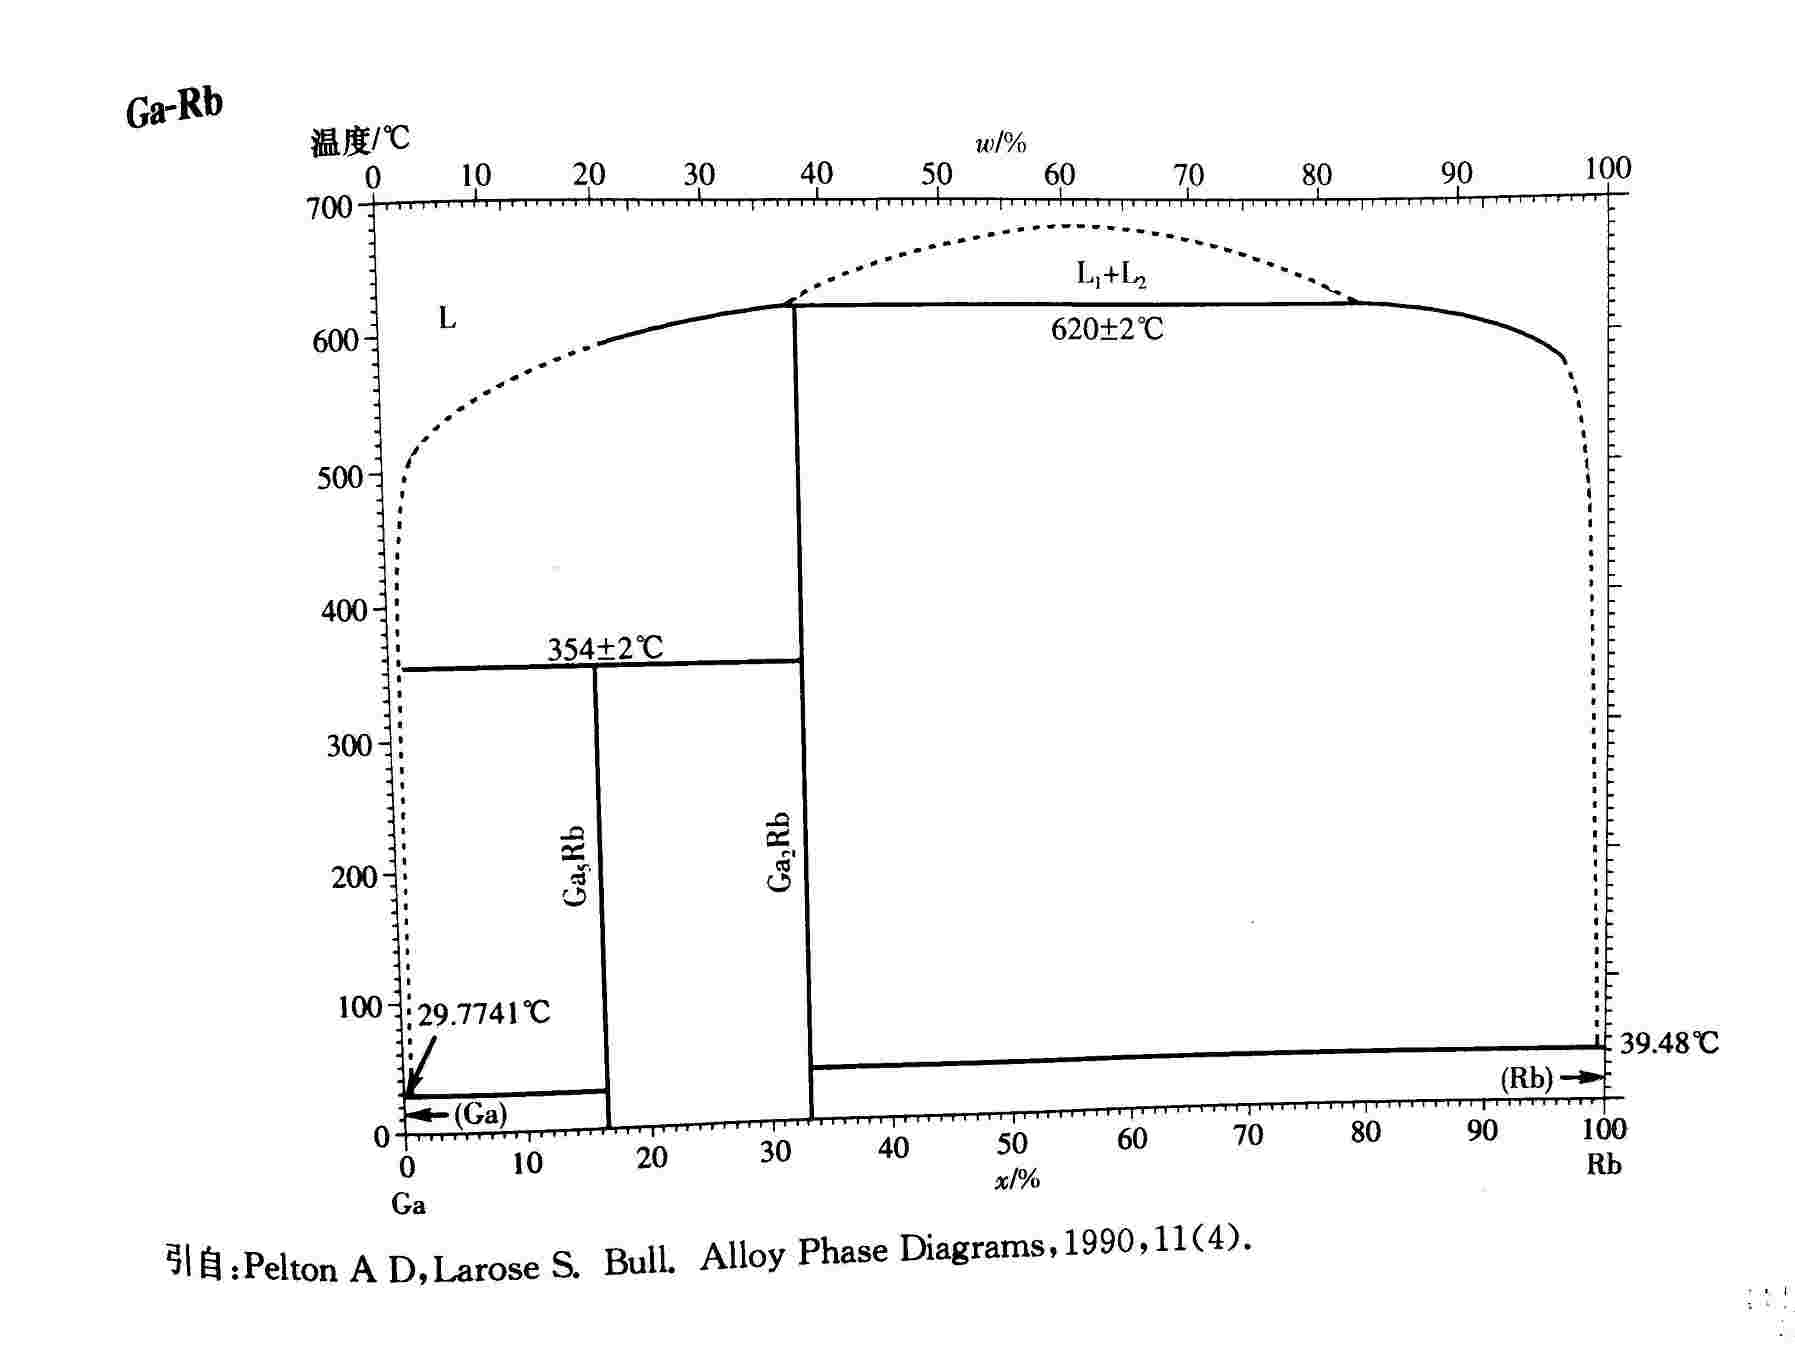 Ga-Rb
温度/℃
w/%
0 10 20 30 40 50 60 70 80 90 100
700
L₁+L₂
L
620±2℃
600
500
400
354±2℃
300
Ga₅Rb
Ga₂Rb
200
100
29.7741℃
39.48℃
(Rb)
(Ga)
0
0 10 20 30 40 50 60 70 80 90 100
Ga
x/%
Rb
引自:Pelton A D,Larose S. Bull. Alloy Phase Diagrams,1990,11(4).